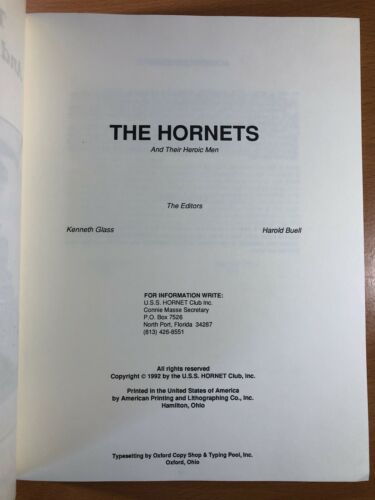 THE HORNETS
And Their Heroic Men
The Editors
Kenneth Glass Harold Buell
FOR INFORMATION WRITE:
U.S.S. HORNET Club Inc.
Connie Masse Secretary
P.O. Box 7526
North Port, Florida 34287
(813) 426-8551
All rights reserved
Copyright © 1992 by the U.S.S. HORNET Club, Inc.
Printed in the United States of America
by American Printing and Lithographing Co., Inc.
Hamilton, Ohio
Typesetting by Oxford Copy Shop & Typing Pool, Inc.
Oxford, Ohio